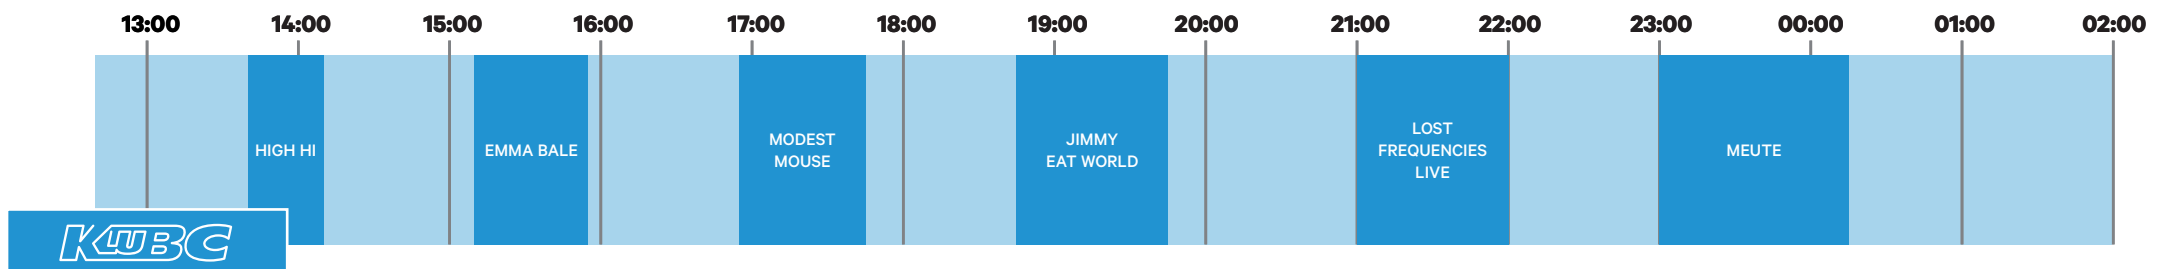 13:00 14:00 15:00 16:00 17:00 18:00 19:00 20:00 21:00 22:00 23:00 00:00 01:00 02:00
HIGH HI
EMMA BALE
MODEST
MOUSE
JIMMY
EAT WORLD
LOST
FREQUENCIES
LIVE
MEUTE
KLUBC